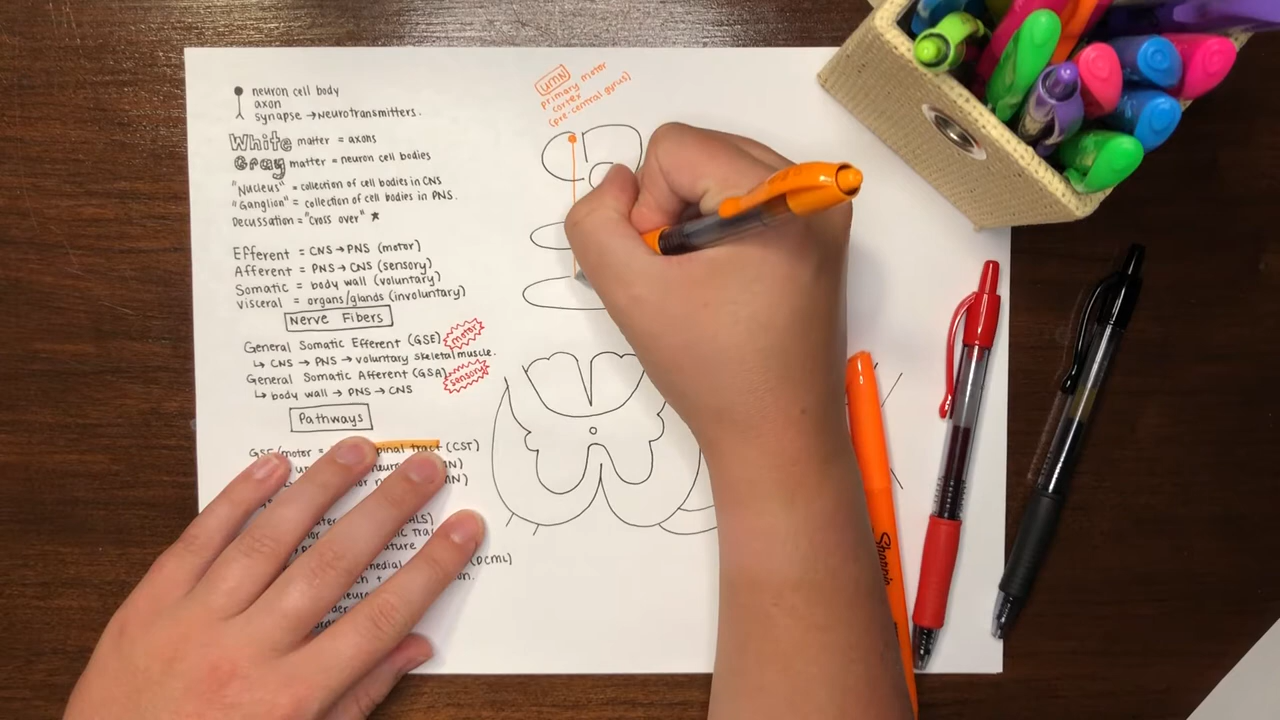 neuron cell body
axon
synapse → Neurotransmitters.
White matter = axons
Gray matter = neuron cell bodies
"Nucleus" = collection of cell bodies in CNS
"Ganglion" = collection of cell bodies in PNS.
Decussation = "cross over" ★
Efferent = CNS → PNS (motor)
Afferent = PNS → CNS (sensory)
Somatic = body wall (voluntary)
Visceral = organs/glands (involuntary)
Nerve Fibers
General Somatic Efferent (GSE) motor
↳ CNS → PNS → voluntary skeletal muscle.
General Somatic Afferent (GSA) sensory
↳ body wall → PNS → CNS
Pathways
GSE/motor = pinal tract (CST)
(DCML)
UMN
primary motor
cortex
(pre-central gyrus)
Sharpie